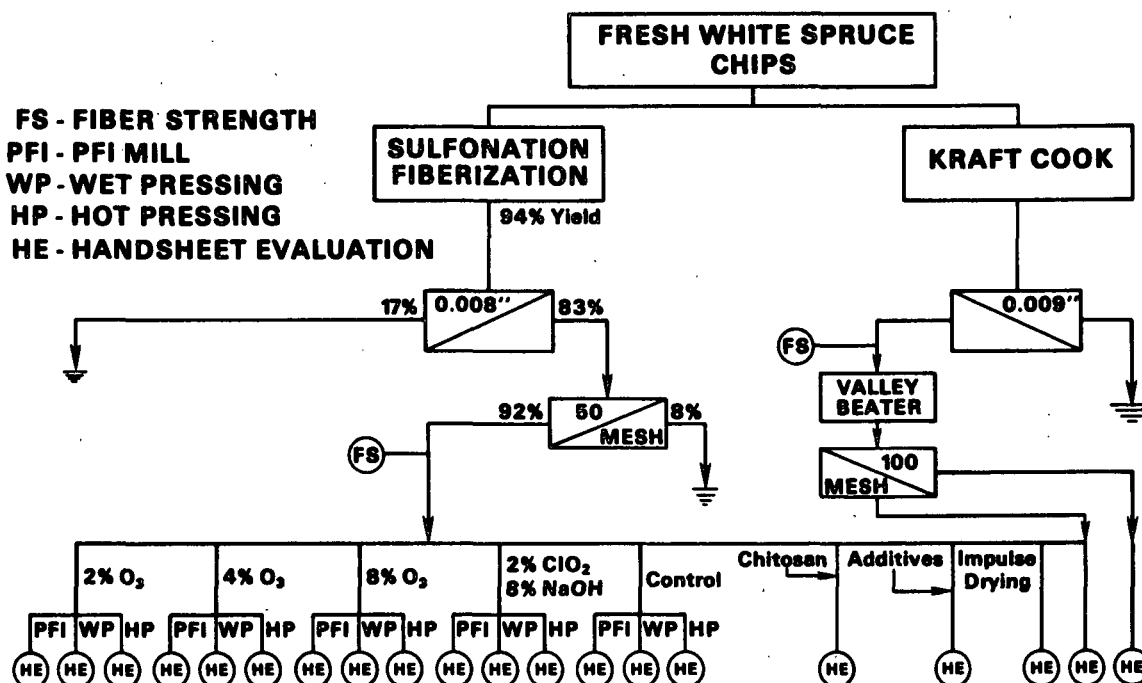 FRESH WHITE SPRUCE
CHIPS
FS - FIBER STRENGTH
PFI - PFI MILL
WP - WET PRESSING
HP - HOT PRESSING
HE - HANDSHEET EVALUATION
SULFONATION
FIBERIZATION
KRAFT COOK
94% Yield
17%
0.008"
83%
0.009"
FS
VALLEY
BEATER
92%
50
MESH
8%
FS
100
MESH
2% O₃
4% O₃
8% O₃
2% ClO₂
8% NaOH
Control
Chitosan
Additives
Impulse
Drying
PFI WP HP
PFI WP HP
PFI WP HP
PFI WP HP
PFI WP HP
HE HE HE HE HE HE HE HE HE HE HE HE HE HE HE HE HE HE HE HE